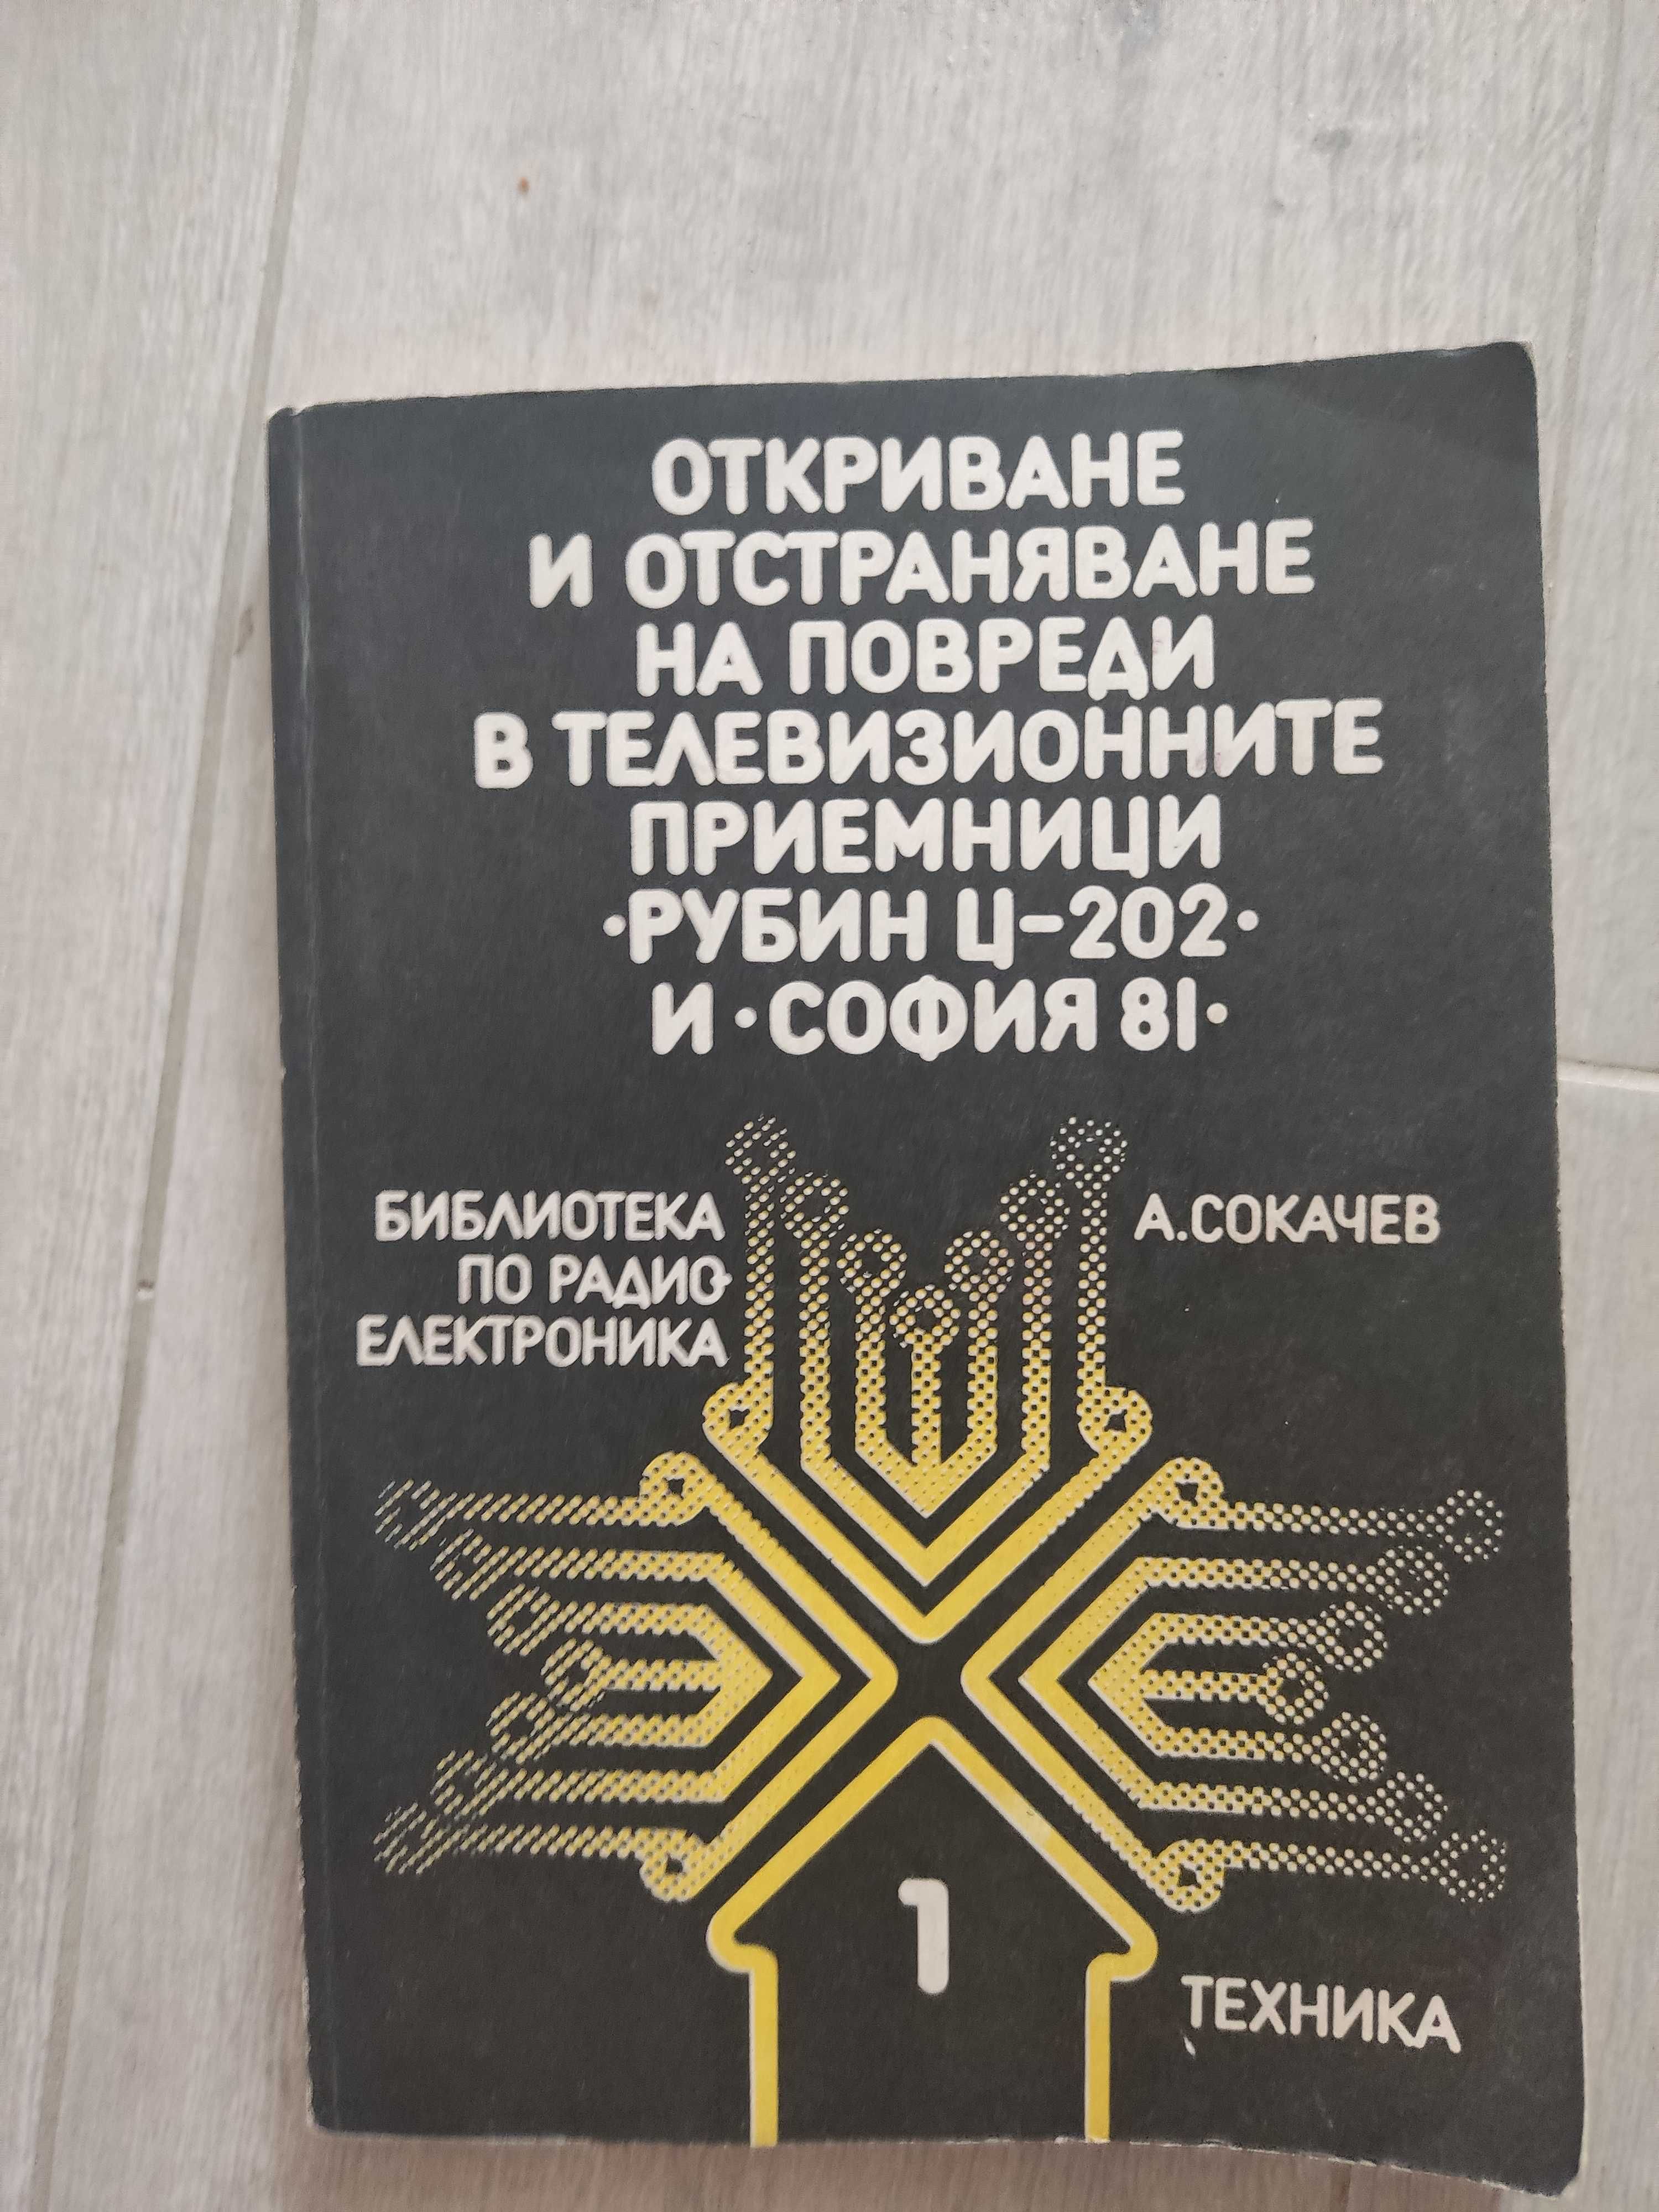 ОТКРИВАНЕ
И ОТСТРАНЯВАНЕ
НА ПОВРЕДИ
В ТЕЛЕВИЗИОННИТЕ
ПРИЕМНИЦИ
·РУБИН Ц-202·
И ·СОФИЯ 81·
БИБЛИОТЕКА
ПО РАДИО-
ЕЛЕКТРОНИКА
А.СОКАЧЕВ
1
ТЕХНИКА